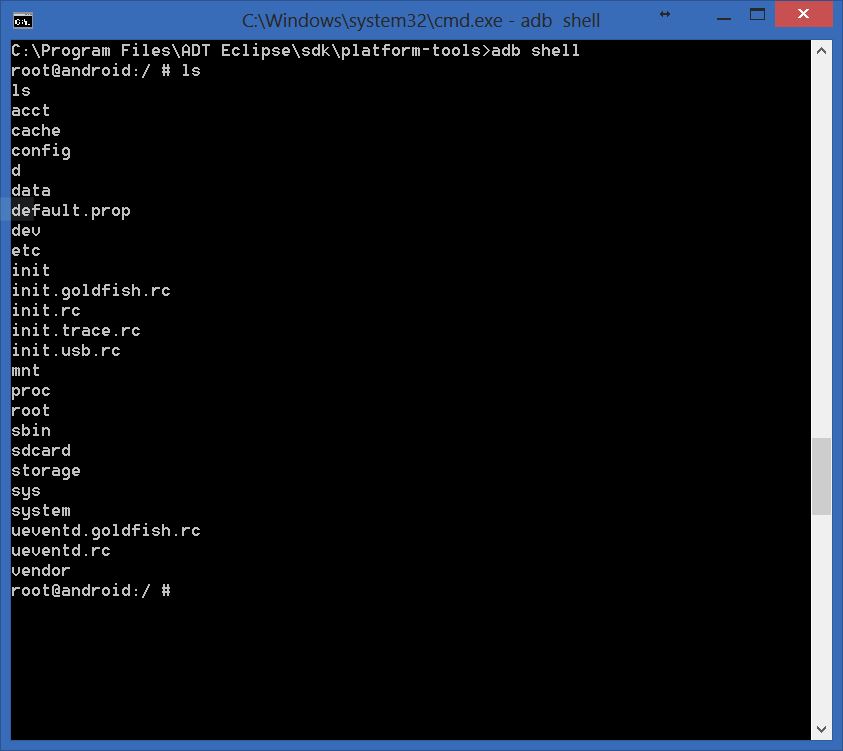 C:\Windows\system32\cmd.exe - adb  shell
C:\Program Files\ADT Eclipse\sdk\platform-tools>adb shell
root@android:/ # ls
ls
acct
cache
config
d
data
default.prop
dev
etc
init
init.goldfish.rc
init.rc
init.trace.rc
init.usb.rc
mnt
proc
root
sbin
sdcard
storage
sys
system
ueventd.goldfish.rc
ueventd.rc
vendor
root@android:/ #